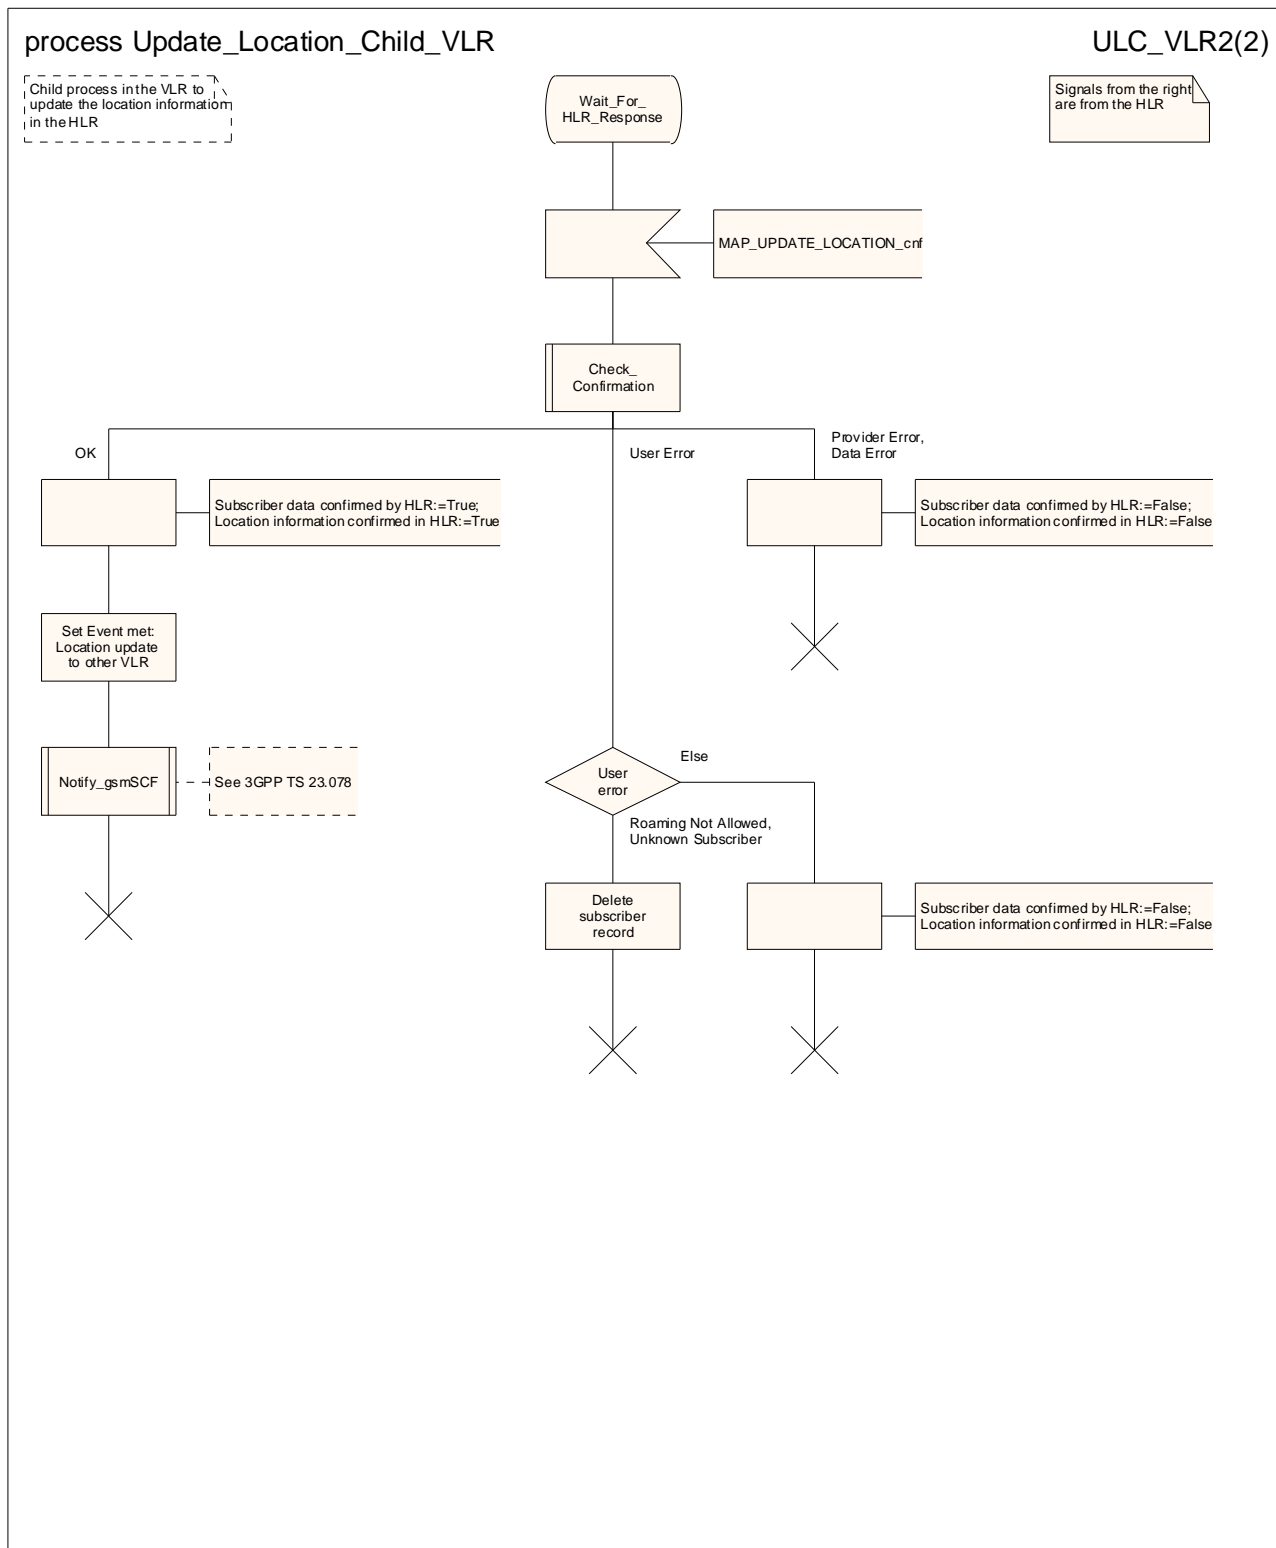 process Update_Location_Child_VLR
ULC_VLR2(2)
Child process in the VLR to
update the location information
in the HLR
Wait_For_
HLR_Response
Signals from the right
are from the HLR
MAP_UPDATE_LOCATION_cnf
Check_
Confirmation
OK
User Error
Provider Error,
Data Error
Subscriber data confirmed by HLR:=True;
Location information confirmed in HLR:=True
Subscriber data confirmed by HLR:=False;
Location information confirmed in HLR:=False
Set Event met:
Location update
to other VLR
Notify_gsmSCF
See 3GPP TS 23.078
User
error
Else
Roaming Not Allowed,
Unknown Subscriber
Delete
subscriber
record
Subscriber data confirmed by HLR:=False;
Location information confirmed in HLR:=False